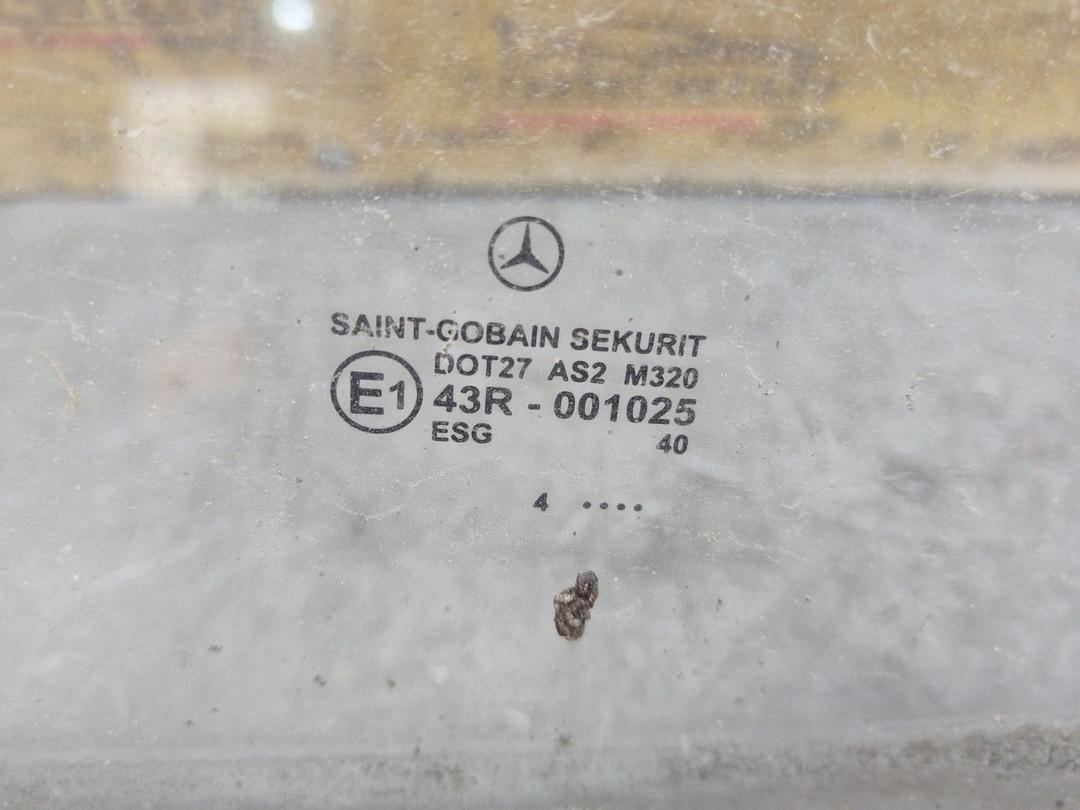 SAINT-GOBAIN SEKURIT
DOT27 AS2 M320
E1 43R - 001025
ESG 40
4 ....